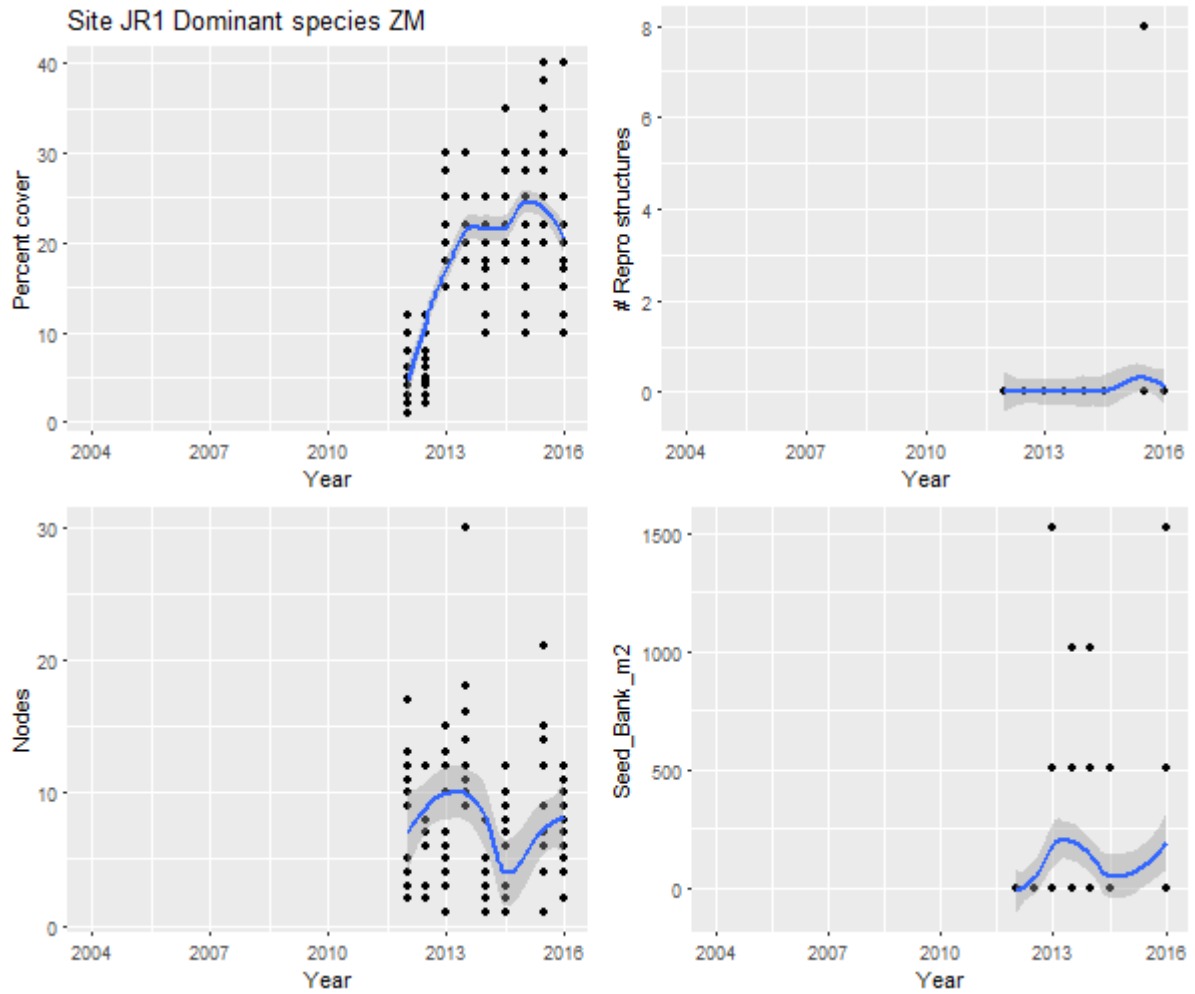 Site JR1 Dominant species ZM
Percent cover
40
30
20
10
0
2004 2007 2010 2013 2016
Year
# Repro structures
8
6
4
2
0
2004 2007 2010 2013 2016
Year
Nodes
30
20
10
0
2004 2007 2010 2013 2016
Year
Seed_Bank_m2
1500
1000
500
0
2004 2007 2010 2013 2016
Year